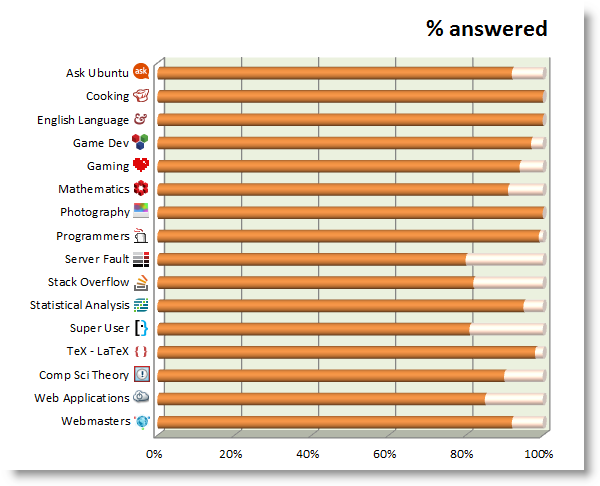 % answered
Ask Ubuntu ask
Cooking
English Language &
Game Dev
Gaming
Mathematics
Photography
Programmers
Server Fault
Stack Overflow
Statistical Analysis
Super User
TeX - LaTeX { }
Comp Sci Theory
Web Applications
Webmasters
0% 20% 40% 60% 80% 100%